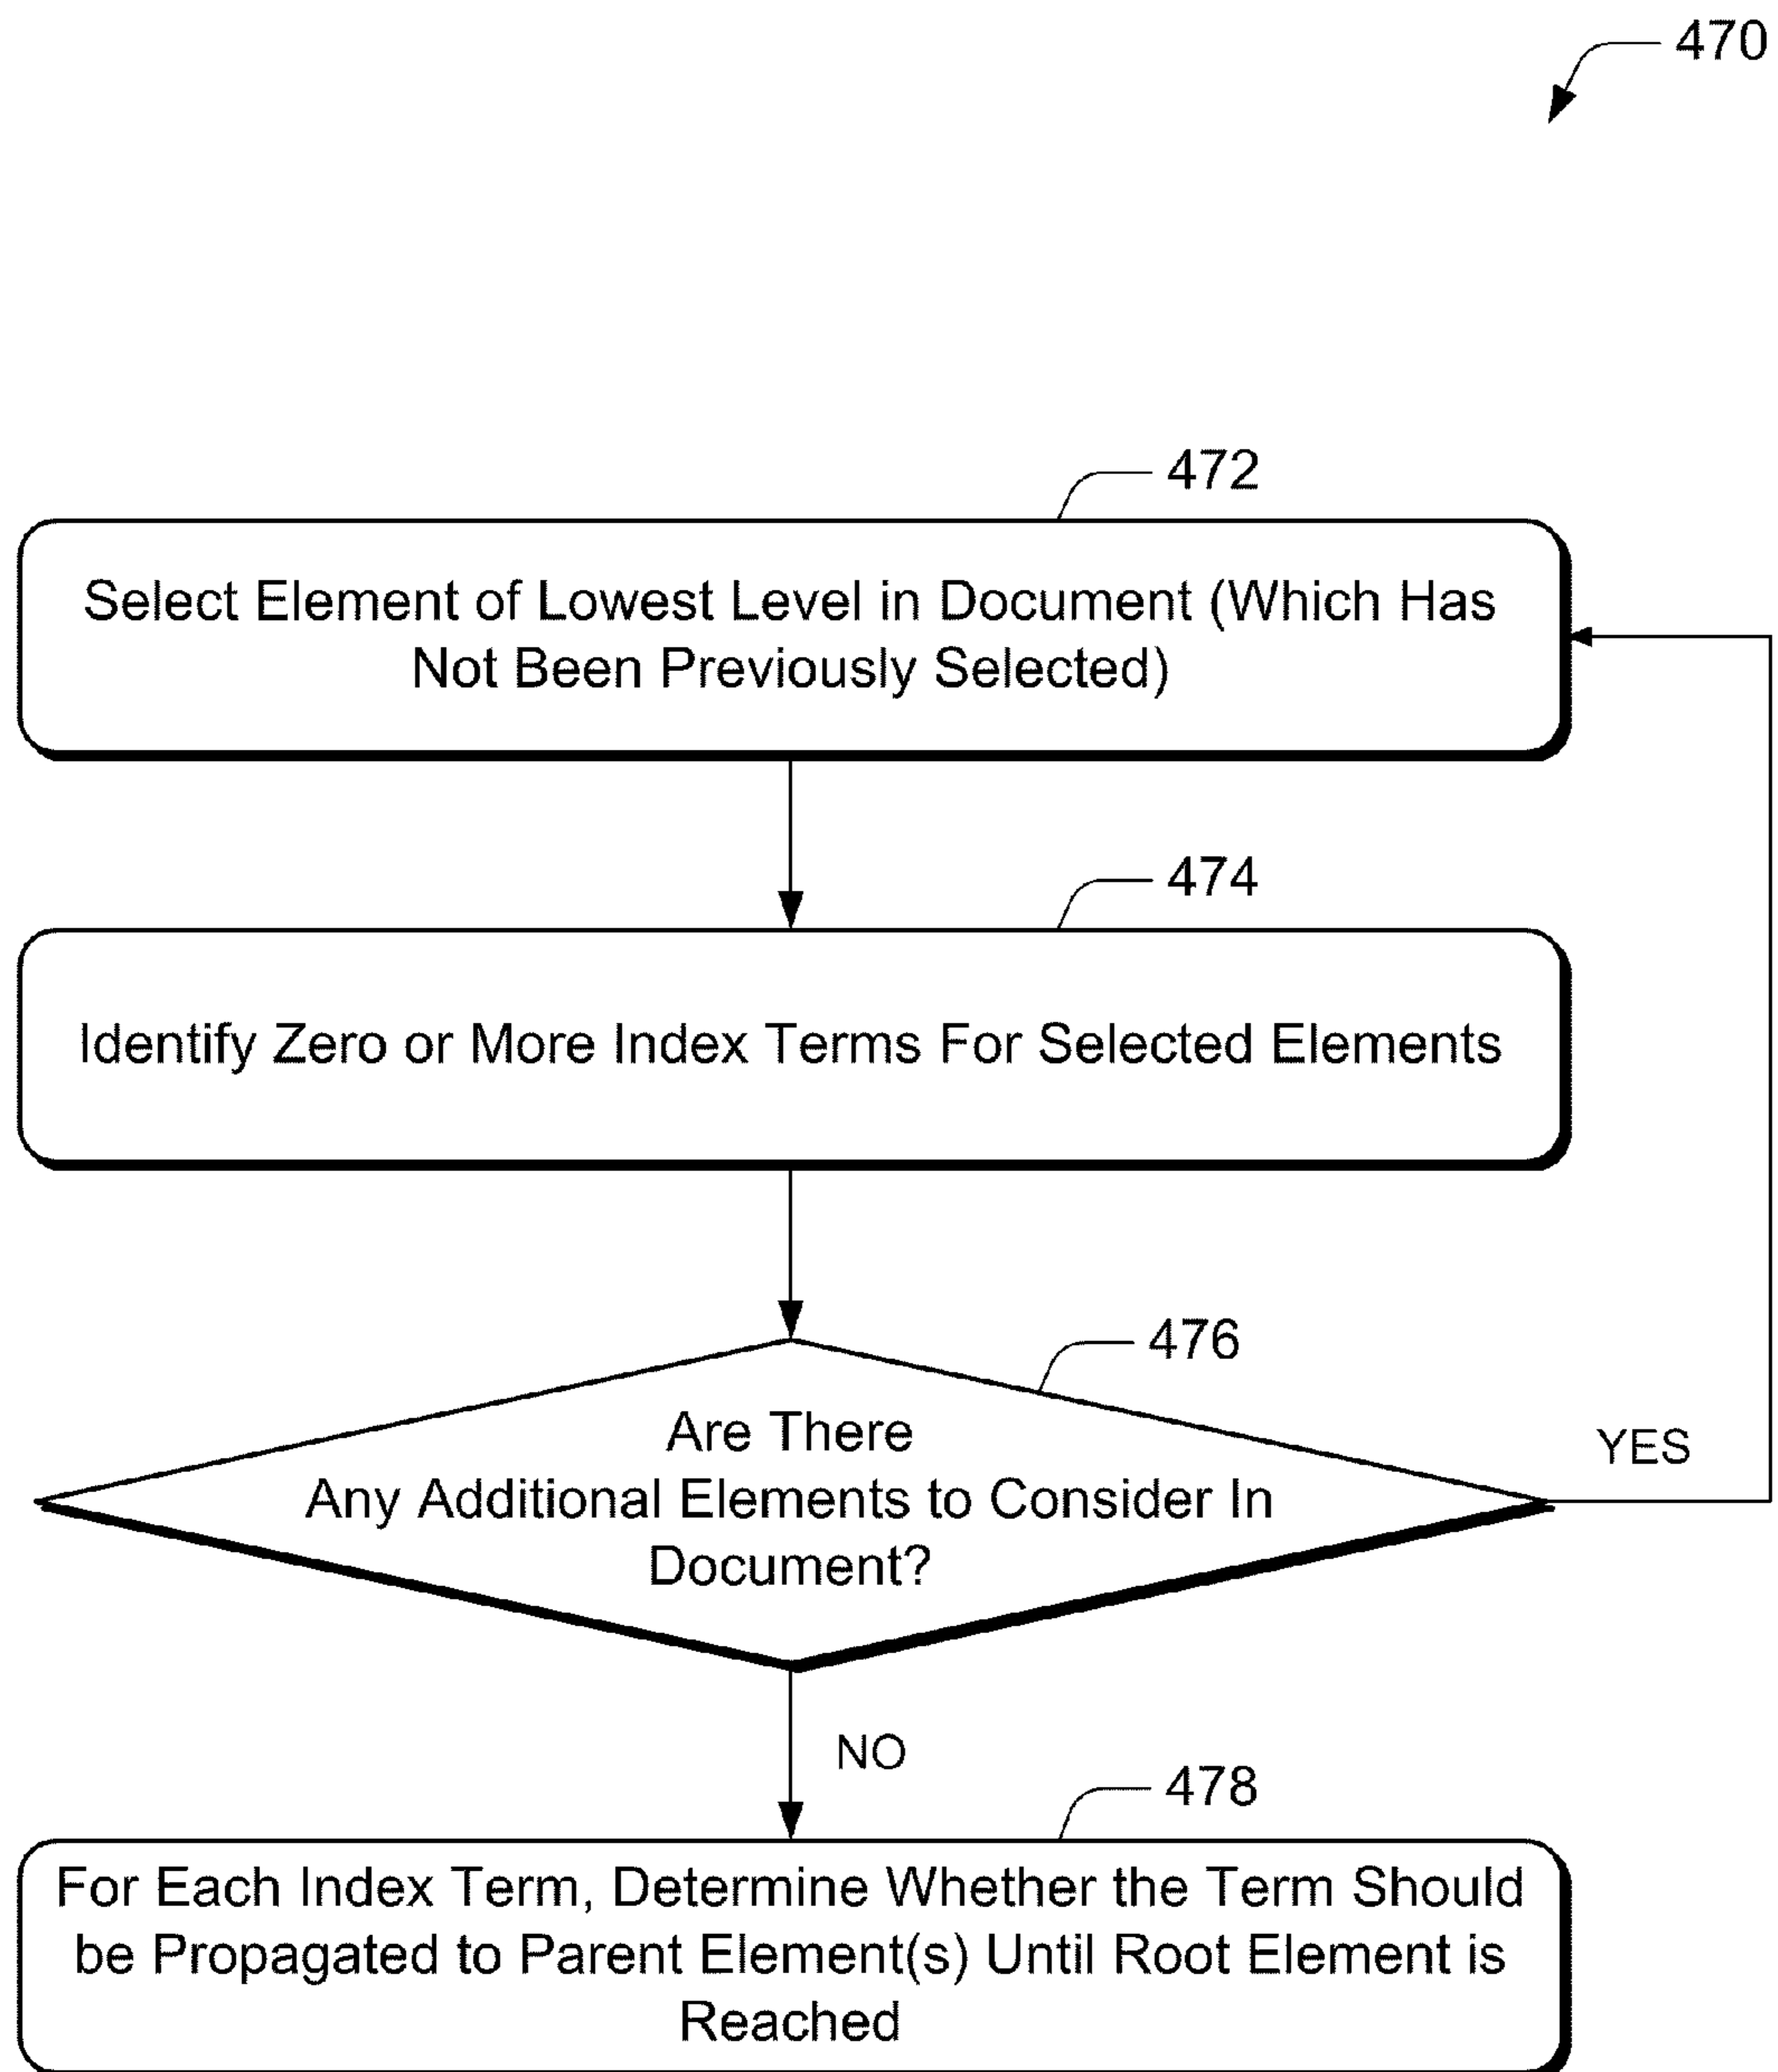 470
472
Select Element of Lowest Level in Document (Which Has
Not Been Previously Selected)
474
Identify Zero or More Index Terms For Selected Elements
476
Are There
Any Additional Elements to Consider In
Document?
YES
NO
478
For Each Index Term, Determine Whether the Term Should
be Propagated to Parent Element(s) Until Root Element is
Reached